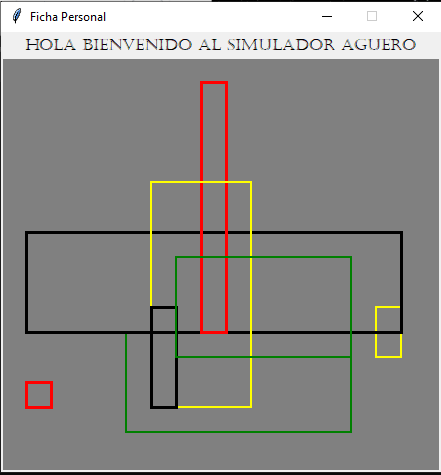 Ficha Personal
HOLA BIENVENIDO AL SIMULADOR AGUERO